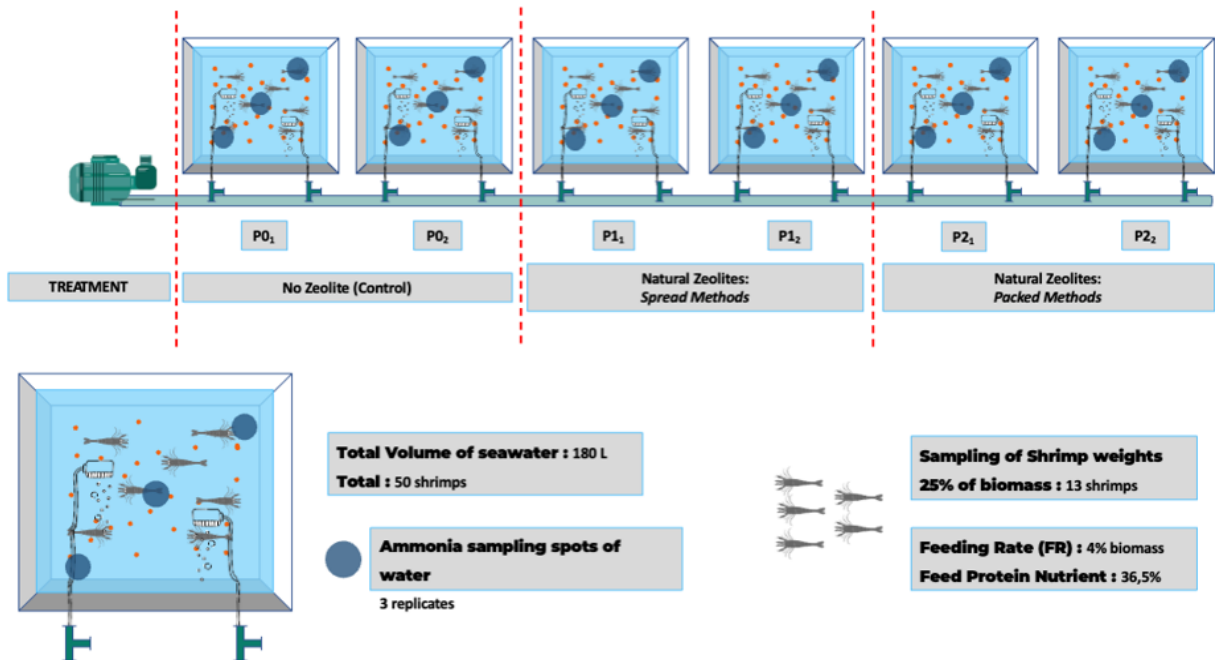 P0₁
P0₂
P1₁
P1₂
P2₁
P2₂
TREATMENT
No Zeolite (Control)
Natural Zeolites:
Spread Methods
Natural Zeolites:
Packed Methods
Total Volume of seawater : 180 L
Total : 50 shrimps
Ammonia sampling spots of
water
3 replicates
Sampling of Shrimp weights
25% of biomass : 13 shrimps
Feeding Rate (FR) : 4% biomass
Feed Protein Nutrient : 36,5%